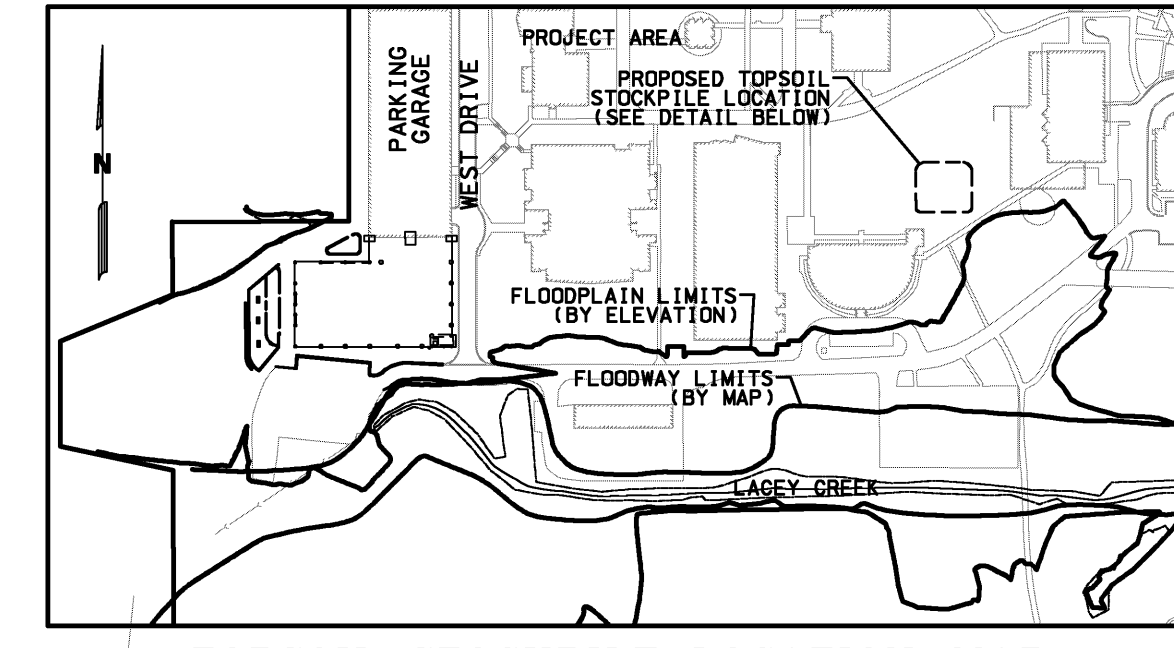 PROJECT AREA
PROPOSED TOPSOIL
STOCKPILE LOCATION
(SEE DETAIL BELOW)
PARKING
GARAGE
WEST DRIVE
N
FLOODPLAIN LIMITS
(BY ELEVATION)
FLOODWAY LIMITS
(BY MAP)
LACEY CREEK